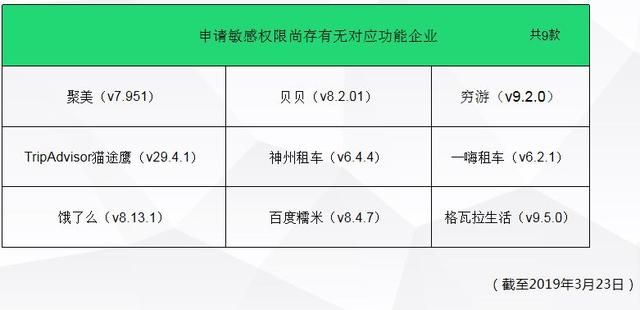 申请敏感权限尚存有无对应功能企业 共9款
聚美（v7.951） 贝贝（v8.2.01） 穷游（v9.2.0）
TripAdvisor猫途鹰（v29.4.1） 神州租车（v6.4.4） 一嗨租车（v6.2.1）
饿了么（v8.13.1） 百度糯米（v8.4.7） 格瓦拉生活（v9.5.0）
（截至2019年3月23日）